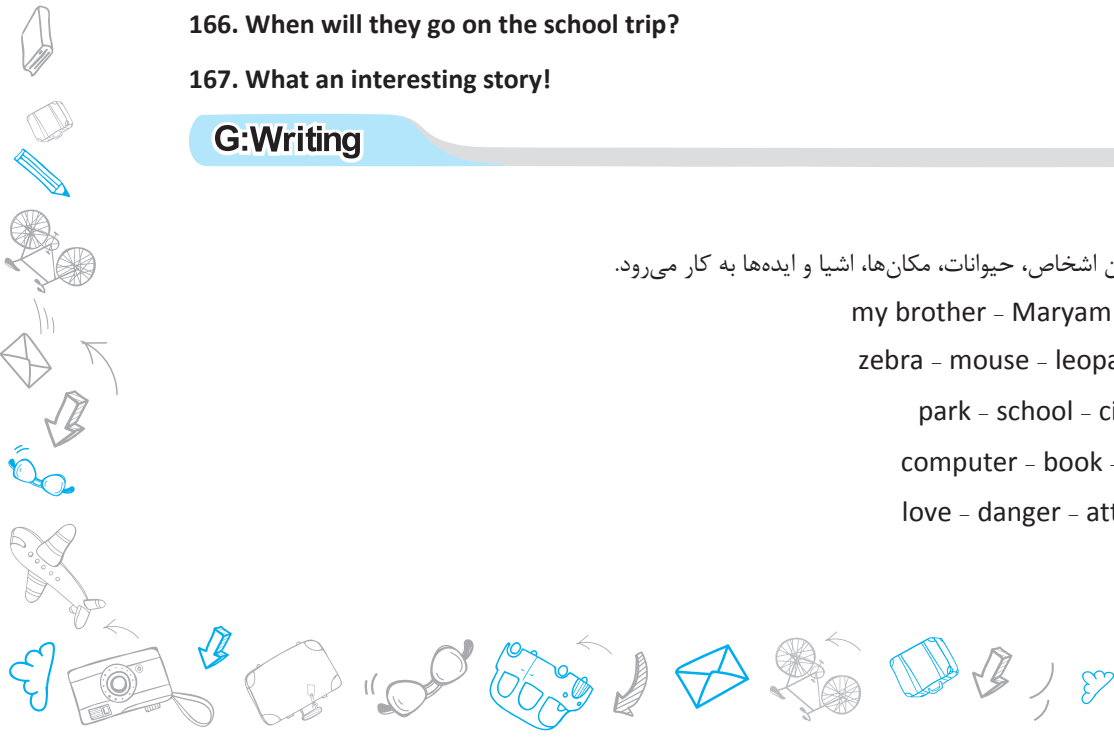 166. When will they go on the school trip?
167. What an interesting story!
G:Writing
اشخاص، حیوانات، مکان‌ها، اشیا و ایده‌ها به کار می‌رود.
my brother – Maryam
zebra – mouse –
park – school –
computer – book –
love – danger –